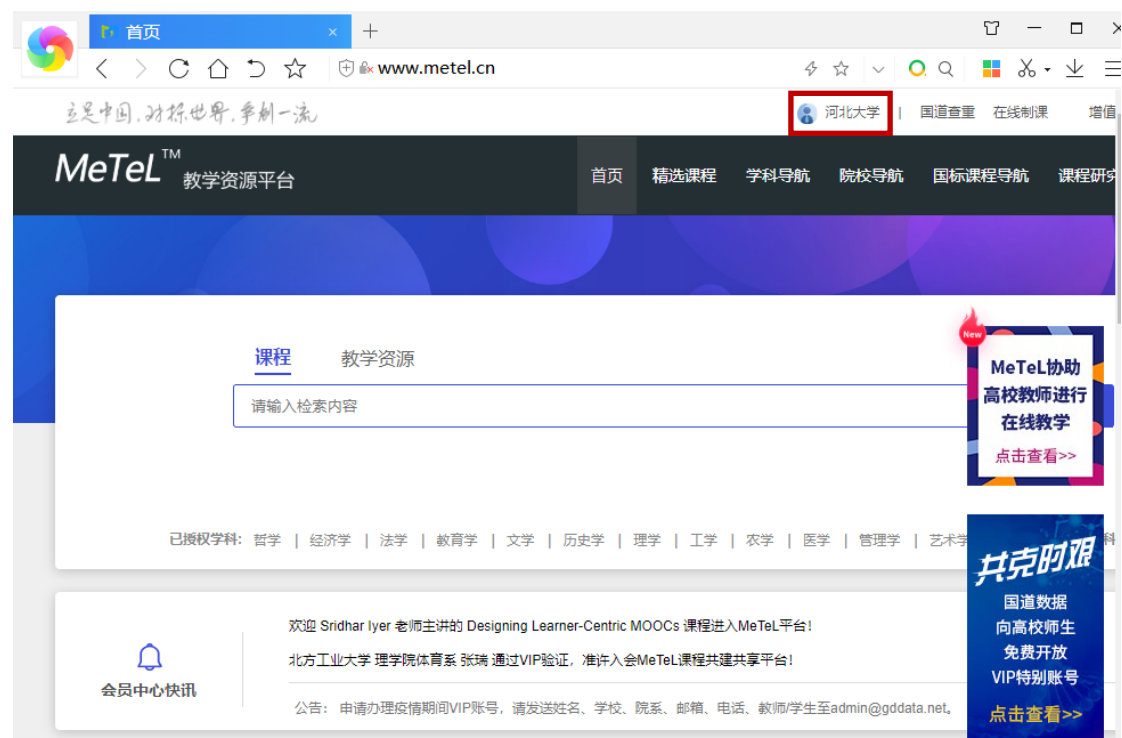 首页
www.metel.cn
立足中国.对标世界.争创一流
河北大学 | 国道查重 在线制课 增值
MeTeL™ 教学资源平台
首页 精选课程 学科导航 院校导航 国标课程导航 课程研究
课程 教学资源
请输入检索内容
New
MeTeL协助
高校教师进行
在线教学
点击查看>>
已授权学科: 哲学 | 经济学 | 法学 | 教育学 | 文学 | 历史学 | 理学 | 工学 | 农学 | 医学 | 管理学 | 艺术学 科
共克时艰
国道数据
向高校师生
免费开放
VIP特别账号
点击查看>>
会员中心快讯
欢迎 Sridhar Iyer 老师主讲的 Designing Learner-Centric MOOCs 课程进入MeTeL平台!
北方工业大学 理学院体育系 张瑞 通过VIP验证，准许入会MeTeL课程共建共享平台!
公告: 申请办理疫情期间VIP账号，请发送姓名、学校、院系、邮箱、电话、教师/学生至admin@gddata.net。